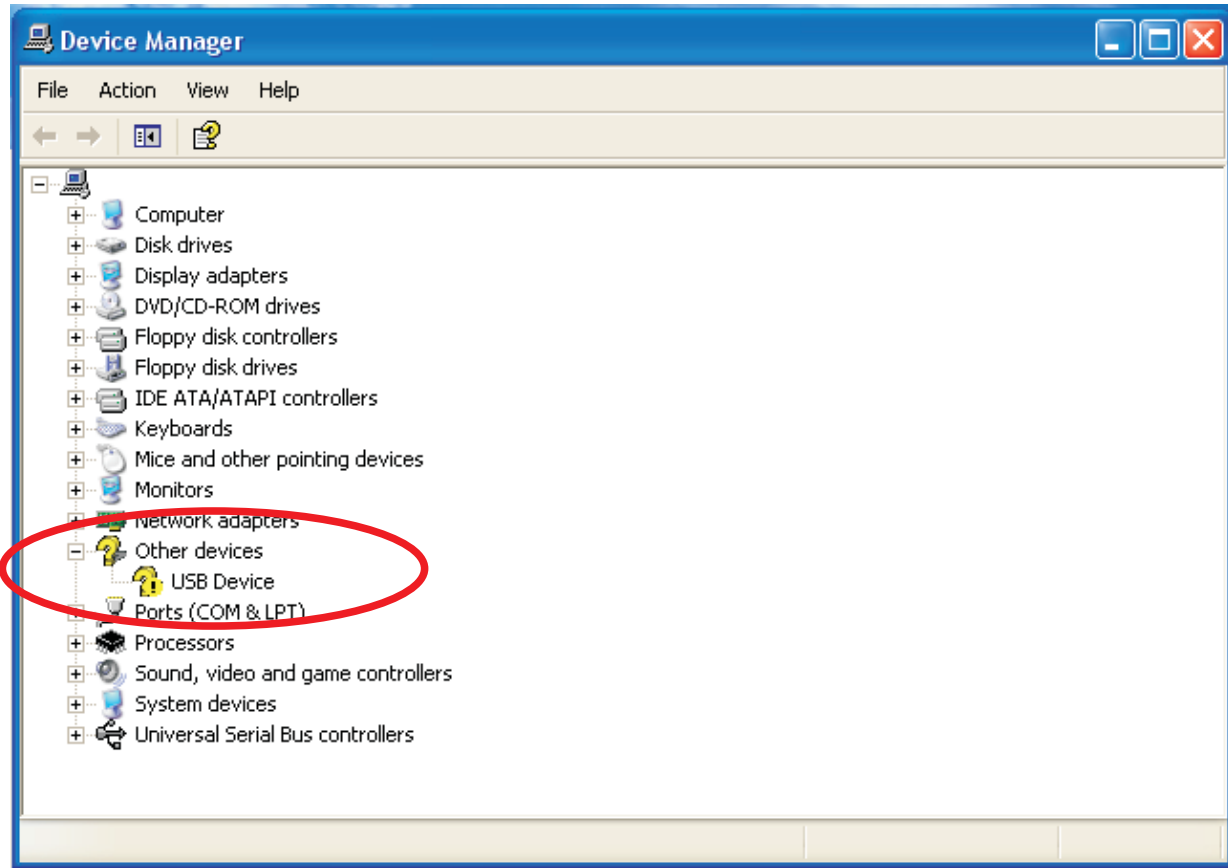 Device Manager
File Action View Help
Computer
Disk drives
Display adapters
DVD/CD-ROM drives
Floppy disk controllers
Floppy disk drives
IDE ATA/ATAPI controllers
Keyboards
Mice and other pointing devices
Monitors
Network adapters
Other devices
USB Device
Ports (COM & LPT)
Processors
Sound, video and game controllers
System devices
Universal Serial Bus controllers